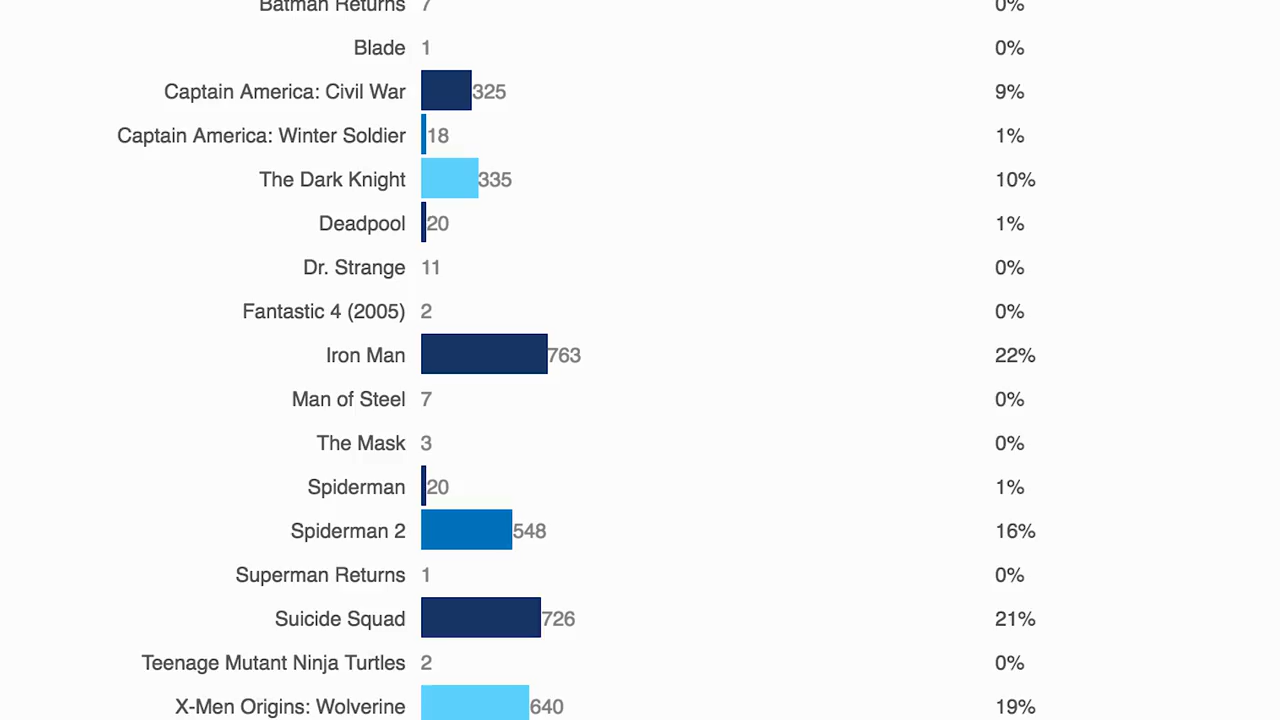 Batman Returns 7 0%
Blade 1 0%
Captain America: Civil War 325 9%
Captain America: Winter Soldier 18 1%
The Dark Knight 335 10%
Deadpool 20 1%
Dr. Strange 11 0%
Fantastic 4 (2005) 2 0%
Iron Man 763 22%
Man of Steel 7 0%
The Mask 3 0%
Spiderman 20 1%
Spiderman 2 548 16%
Superman Returns 1 0%
Suicide Squad 726 21%
Teenage Mutant Ninja Turtles 2 0%
X-Men Origins: Wolverine 640 19%